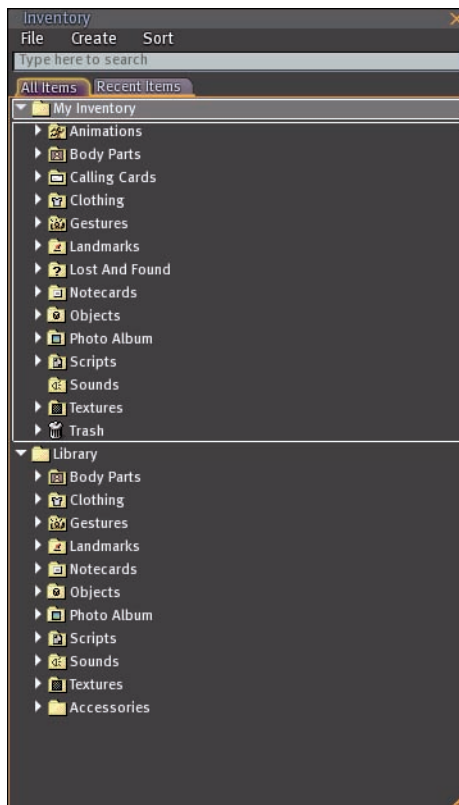 Inventory
File Create Sort
Type here to search
All Items Recent Items
My Inventory
Animations
Body Parts
Calling Cards
Clothing
Gestures
Landmarks
Lost And Found
Notecards
Objects
Photo Album
Scripts
Sounds
Textures
Trash
Library
Body Parts
Clothing
Gestures
Landmarks
Notecards
Objects
Photo Album
Scripts
Sounds
Textures
Accessories